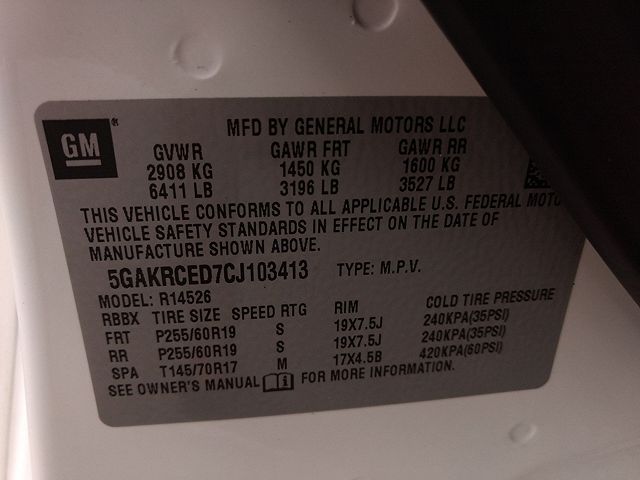 GM
MFD BY GENERAL MOTORS LLC
GVWR GAWR FRT GAWR RR
2908 KG 1450 KG 1600 KG
6411 LB 3196 LB 3527 LB
THIS VEHICLE CONFORMS TO ALL APPLICABLE U.S. FEDERAL MOTO
VEHICLE SAFETY STANDARDS IN EFFECT ON THE DATE OF
MANUFACTURE SHOWN ABOVE.
5GAKRCED7CJ103413 TYPE: M.P.V.
MODEL: R14526
RBBX TIRE SIZE SPEED RTG RIM COLD TIRE PRESSURE
FRT P255/60R19 S 19X7.5J 240KPA(35PSI)
RR P255/60R19 S 19X7.5J 240KPA(35PSI)
SPA T145/70R17 M 17X4.5B 420KPA(60PSI)
SEE OWNER'S MANUAL FOR MORE INFORMATION.